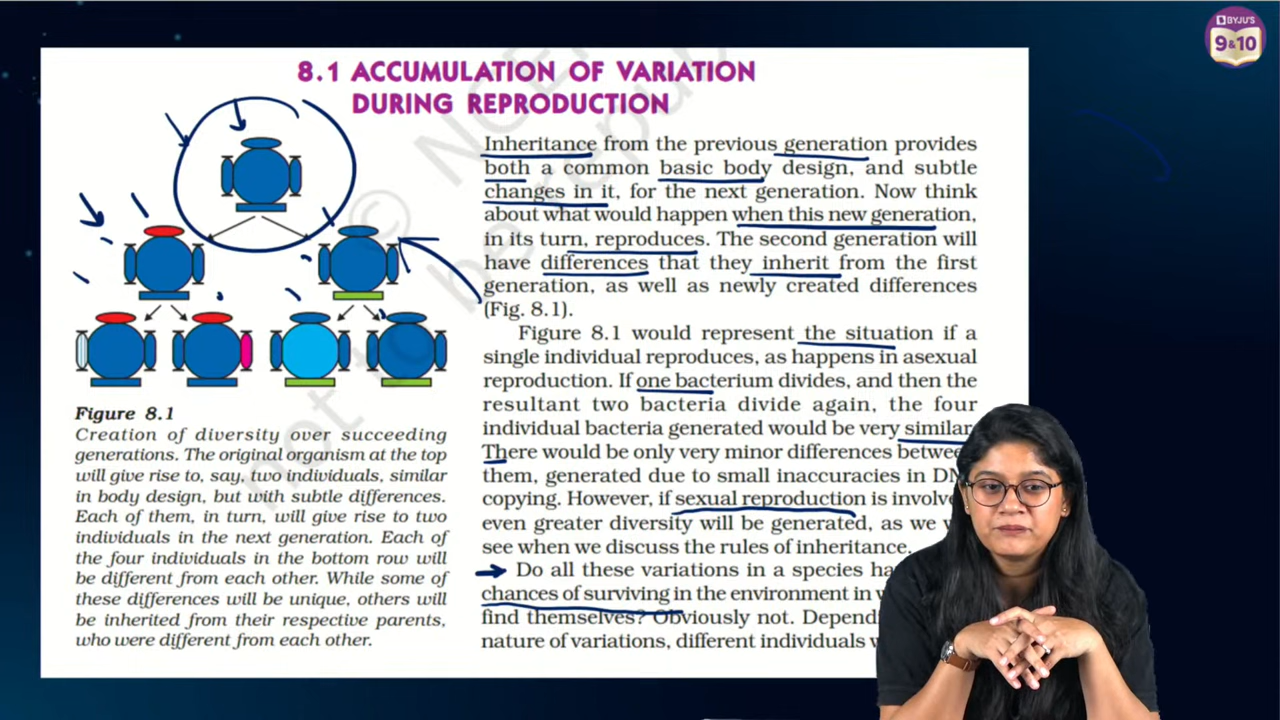 BYJU'S
9&10
8.1 ACCUMULATION OF VARIATION
DURING REPRODUCTION
Inheritance from the previous generation provides
both a common basic body design, and subtle
changes in it, for the next generation. Now think
about what would happen when this new generation,
in its turn, reproduces. The second generation will
have differences that they inherit from the first
generation, as well as newly created differences
(Fig. 8.1).
Figure 8.1 would represent the situation if a
single individual reproduces, as happens in asexual
reproduction. If one bacterium divides, and then the
resultant two bacteria divide again, the four
individual bacteria generated would be very similar.
There would be only very minor differences
them, generated due to small inaccuracies in
copying. However, if sexual reproduction is
even greater diversity will be generated, as we
see when we discuss the rules of inheritance.
Do all these variations in a species
chances of surviving in the environment in
find themselves? Obviously not.
nature of variations, different individuals
Figure 8.1
Creation of diversity over succeeding
generations. The original organism at the top
will give rise to, say, two individuals, similar
in body design, but with subtle differences.
Each of them, in turn, will give rise to two
individuals in the next generation. Each of
the four individuals in the bottom row will
be different from each other. While some of
these differences will be unique, others will
be inherited from their respective parents,
who were different from each other.